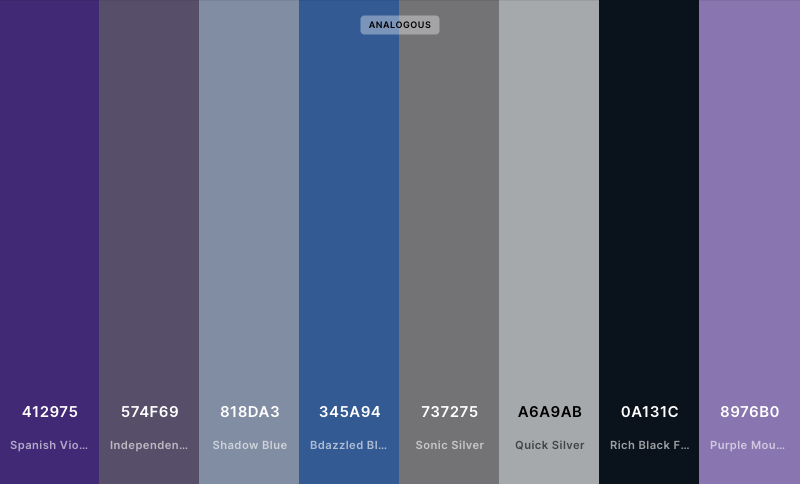 ANALOGOUS
412975 574F69 818DA3 345A94 737275 A6A9AB 0A131C 8976B0
Spanish Vio... Independen... Shadow Blue Bdazzled Bl... Sonic Silver Quick Silver Rich Black F... Purple Mou...